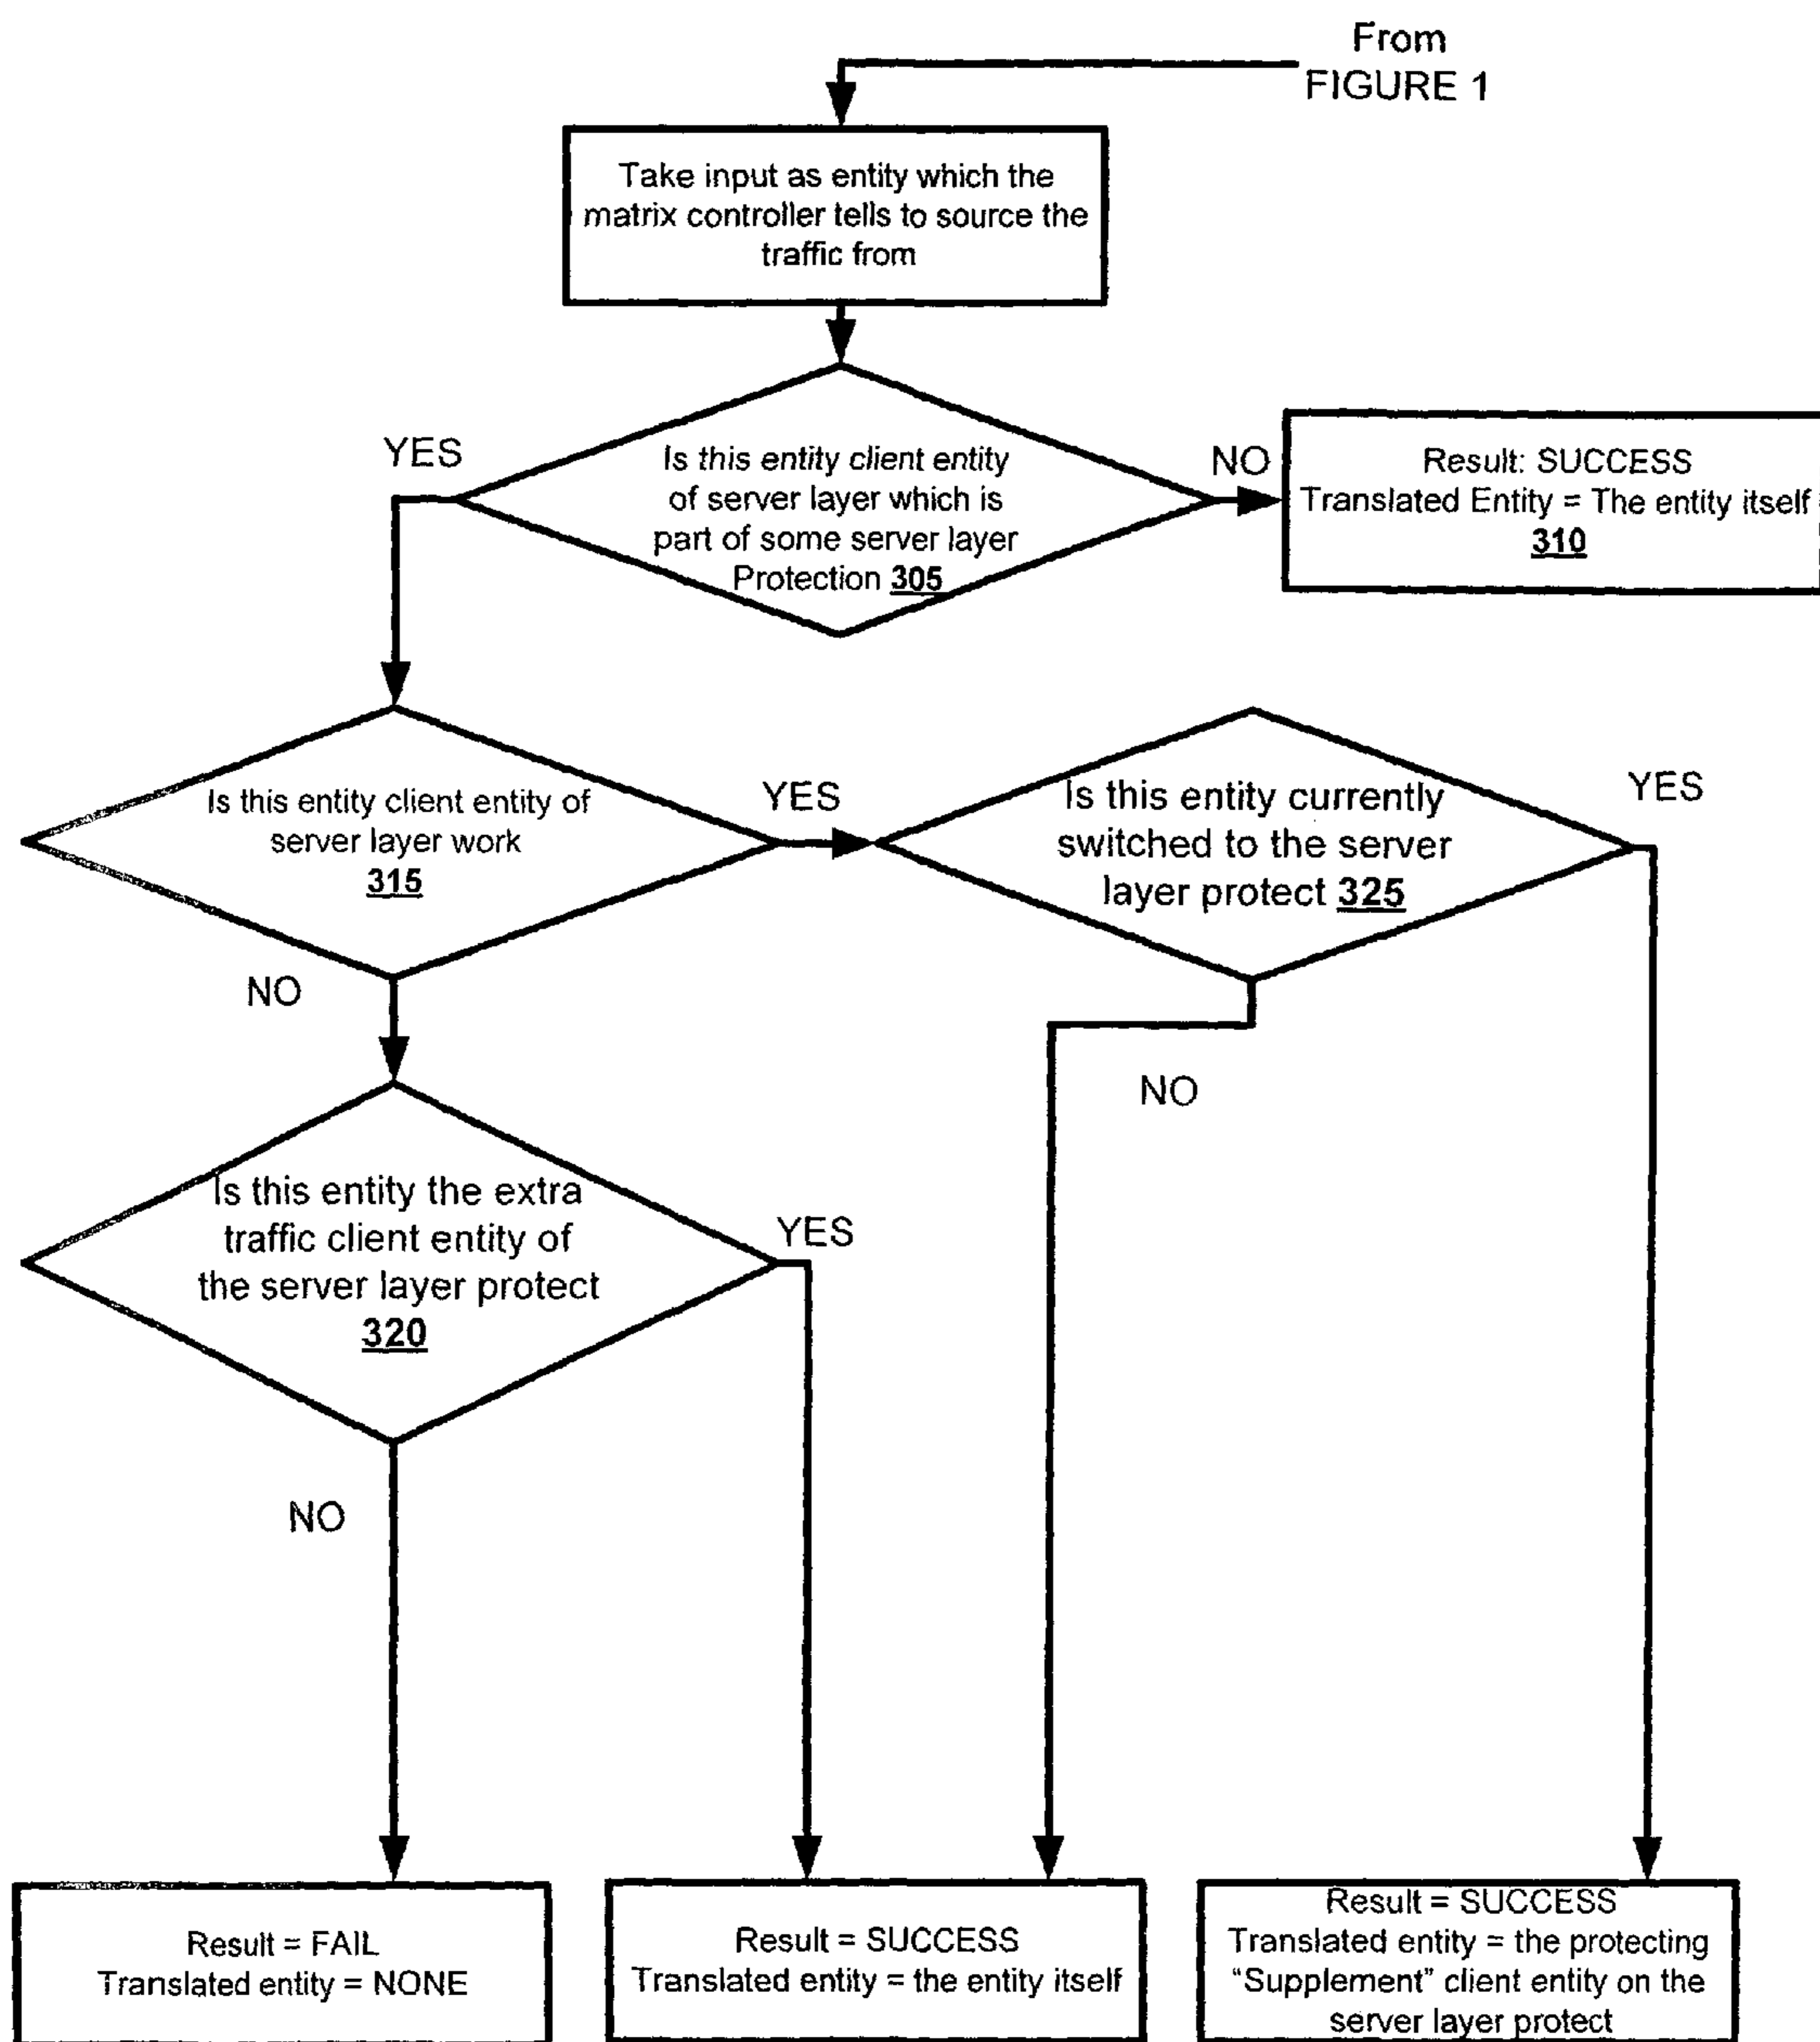 From
FIGURE 1
Take input as entity which the
matrix controller tells to source the
traffic from
YES
Is this entity client entity
of server layer which is
part of some server layer
Protection 305
NO
Result: SUCCESS
Translated Entity = The entity itself
310
Is this entity client entity of
server layer work
315
YES
Is this entity currently
switched to the server
layer protect 325
YES
NO
NO
Is this entity the extra
traffic client entity of
the server layer protect
320
YES
NO
Result = FAIL
Translated entity = NONE
Result = SUCCESS
Translated entity = the entity itself
Result = SUCCESS
Translated entity = the protecting
“Supplement” client entity on the
server layer protect